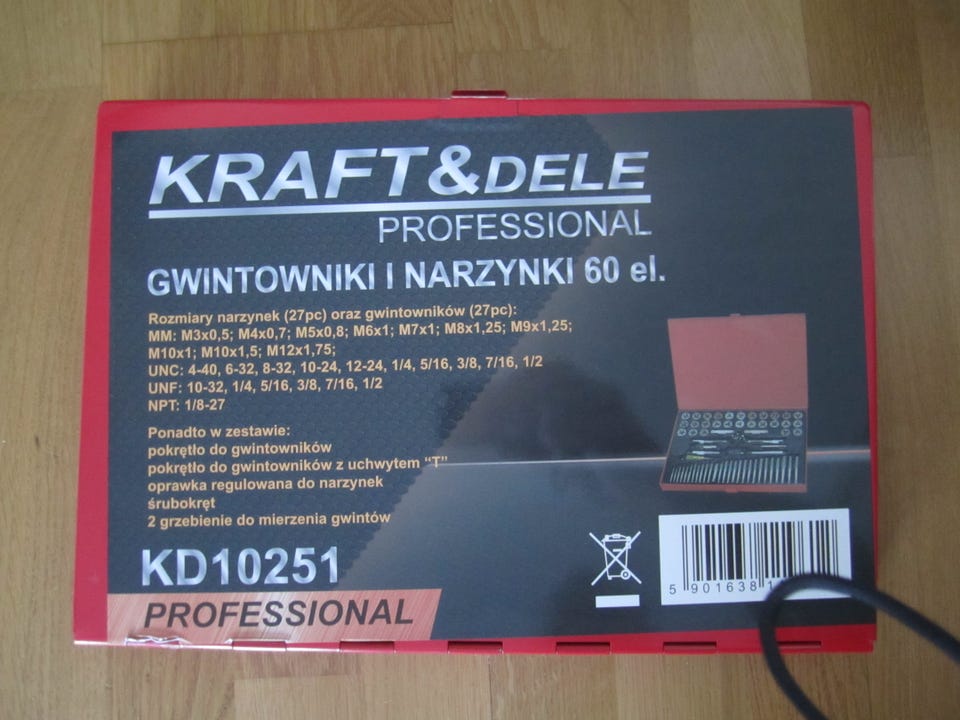 KRAFT&DELE
PROFESSIONAL
GWINTOWNIKI I NARZYNKI 60 el.
Rozmiary narzynek (27pc) oraz gwintowników (27pc):
MM: M3x0,5; M4x0,7; M5x0,8; M6x1; M7x1; M8x1,25; M9x1,25;
M10x1; M10x1,5; M12x1,75;
UNC: 4-40, 6-32, 8-32, 10-24, 12-24, 1/4, 5/16, 3/8, 7/16, 1/2
UNF: 10-32, 1/4, 5/16, 3/8, 7/16, 1/2
NPT: 1/8-27
Ponadto w zestawie:
pokrętło do gwintowników
pokrętło do gwintowników z uchwytem “T”
oprawka regulowana do narzynek
śrubokręt
2 grzebienie do mierzenia gwintów
KD10251
PROFESSIONAL
5 901638